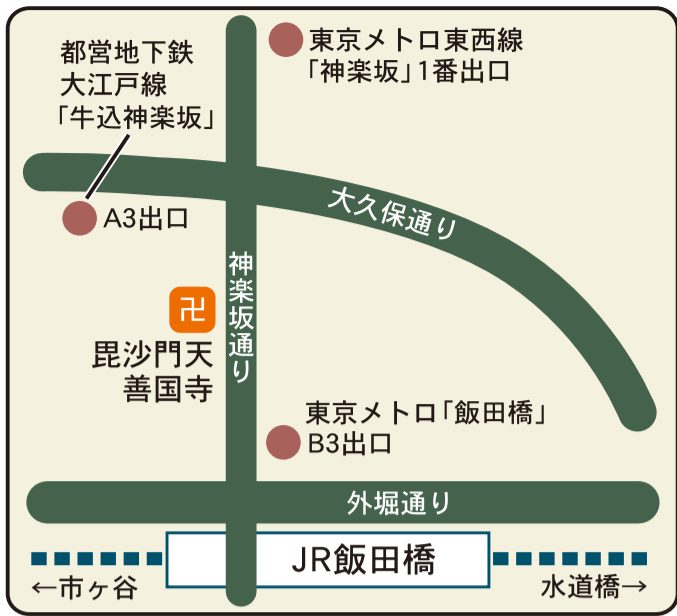 都営地下鉄
大江戸線
「牛込神楽坂」
東京メトロ東西線
「神楽坂」1番出口
大久保通り
A3出口
神楽坂通り
卍
毘沙門天
善国寺
東京メトロ「飯田橋」
B3出口
外堀通り
JR飯田橋
←市ヶ谷
水道橋→